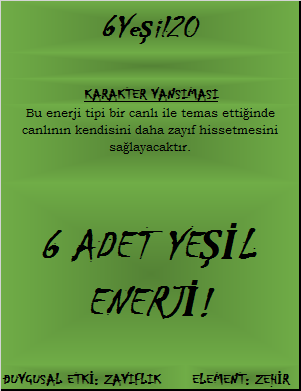 6Yeşil20
KARAKTER YANSIMASI
Bu enerji tipi bir canlı ile temas ettiğinde
canlının kendisini daha zayıf hissetmesini
sağlayacaktır.
6 ADET YEŞİL
ENERJİ!
DUYGUSAL ETKİ: ZAYIFLIK ELEMENT: ZEHİR